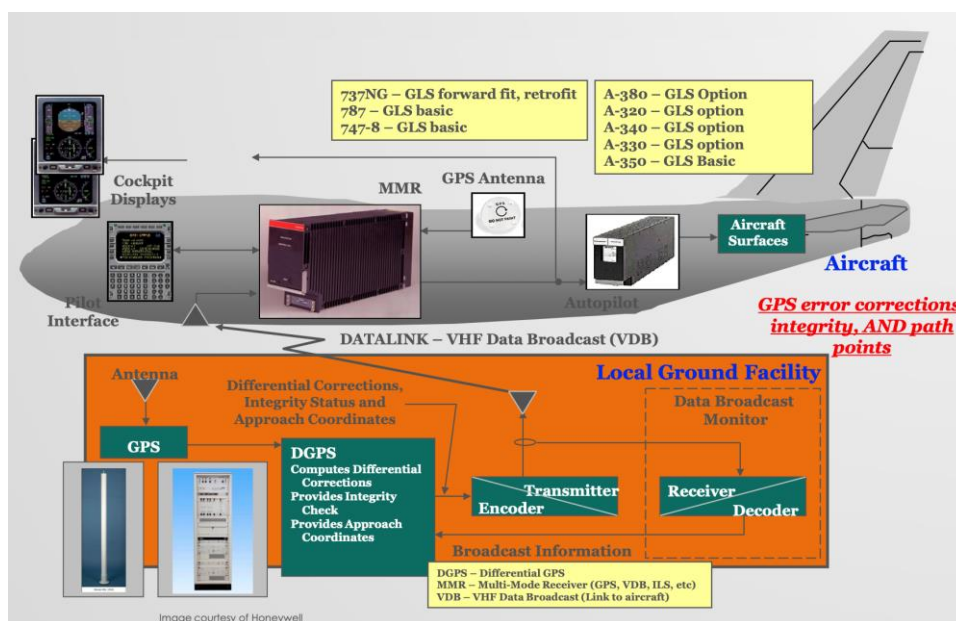 737NG – GLS forward fit, retrofit
787 – GLS basic
747-8 – GLS basic
A-380 – GLS Option
A-320 – GLS option
A-340 – GLS option
A-330 – GLS option
A-350 – GLS Basic
Cockpit
Displays
MMR
GPS Antenna
DO NOT PAINT
Aircraft
Surfaces
Aircraft
Pilot
Interface
Autopilot
GPS error corrections
integrity, AND path
points
DATALINK – VHF Data Broadcast (VDB)
Local Ground Facility
Antenna
Differential Corrections,
Integrity Status and
Approach Coordinates
Data Broadcast
Monitor
GPS
DGPS
Computes Differential
Corrections
Provides Integrity
Check
Provides Approach
Coordinates
Transmitter
Encoder
Receiver
Decoder
Broadcast Information
DGPS – Differential GPS
MMR – Multi-Mode Receiver (GPS, VDB, ILS, etc)
VDB – VHF Data Broadcast (Link to aircraft)
Image courtesy of Honeywell